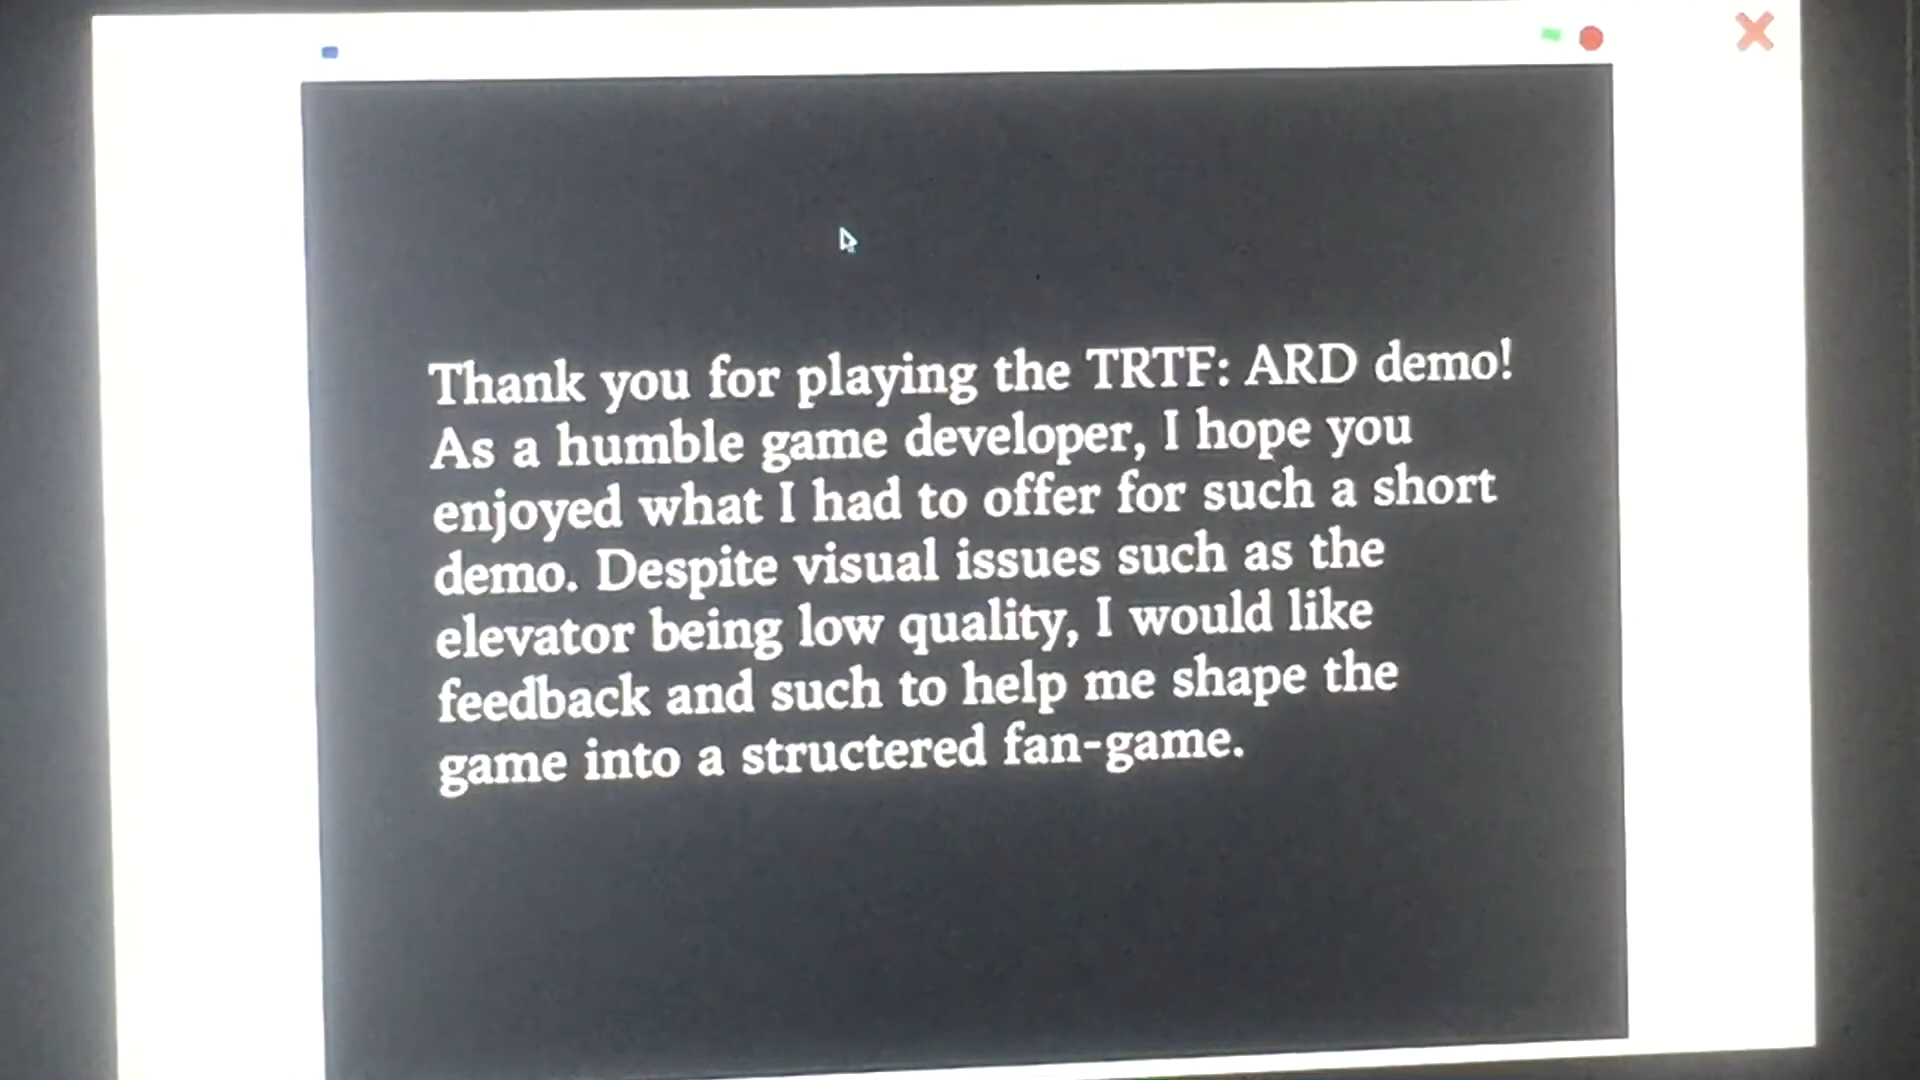 Thank you for playing the TRTF: ARD demo!
As a humble game developer, I hope you
enjoyed what I had to offer for such a short
demo. Despite visual issues such as the
elevator being low quality, I would like
feedback and such to help me shape the
game into a structered fan-game.